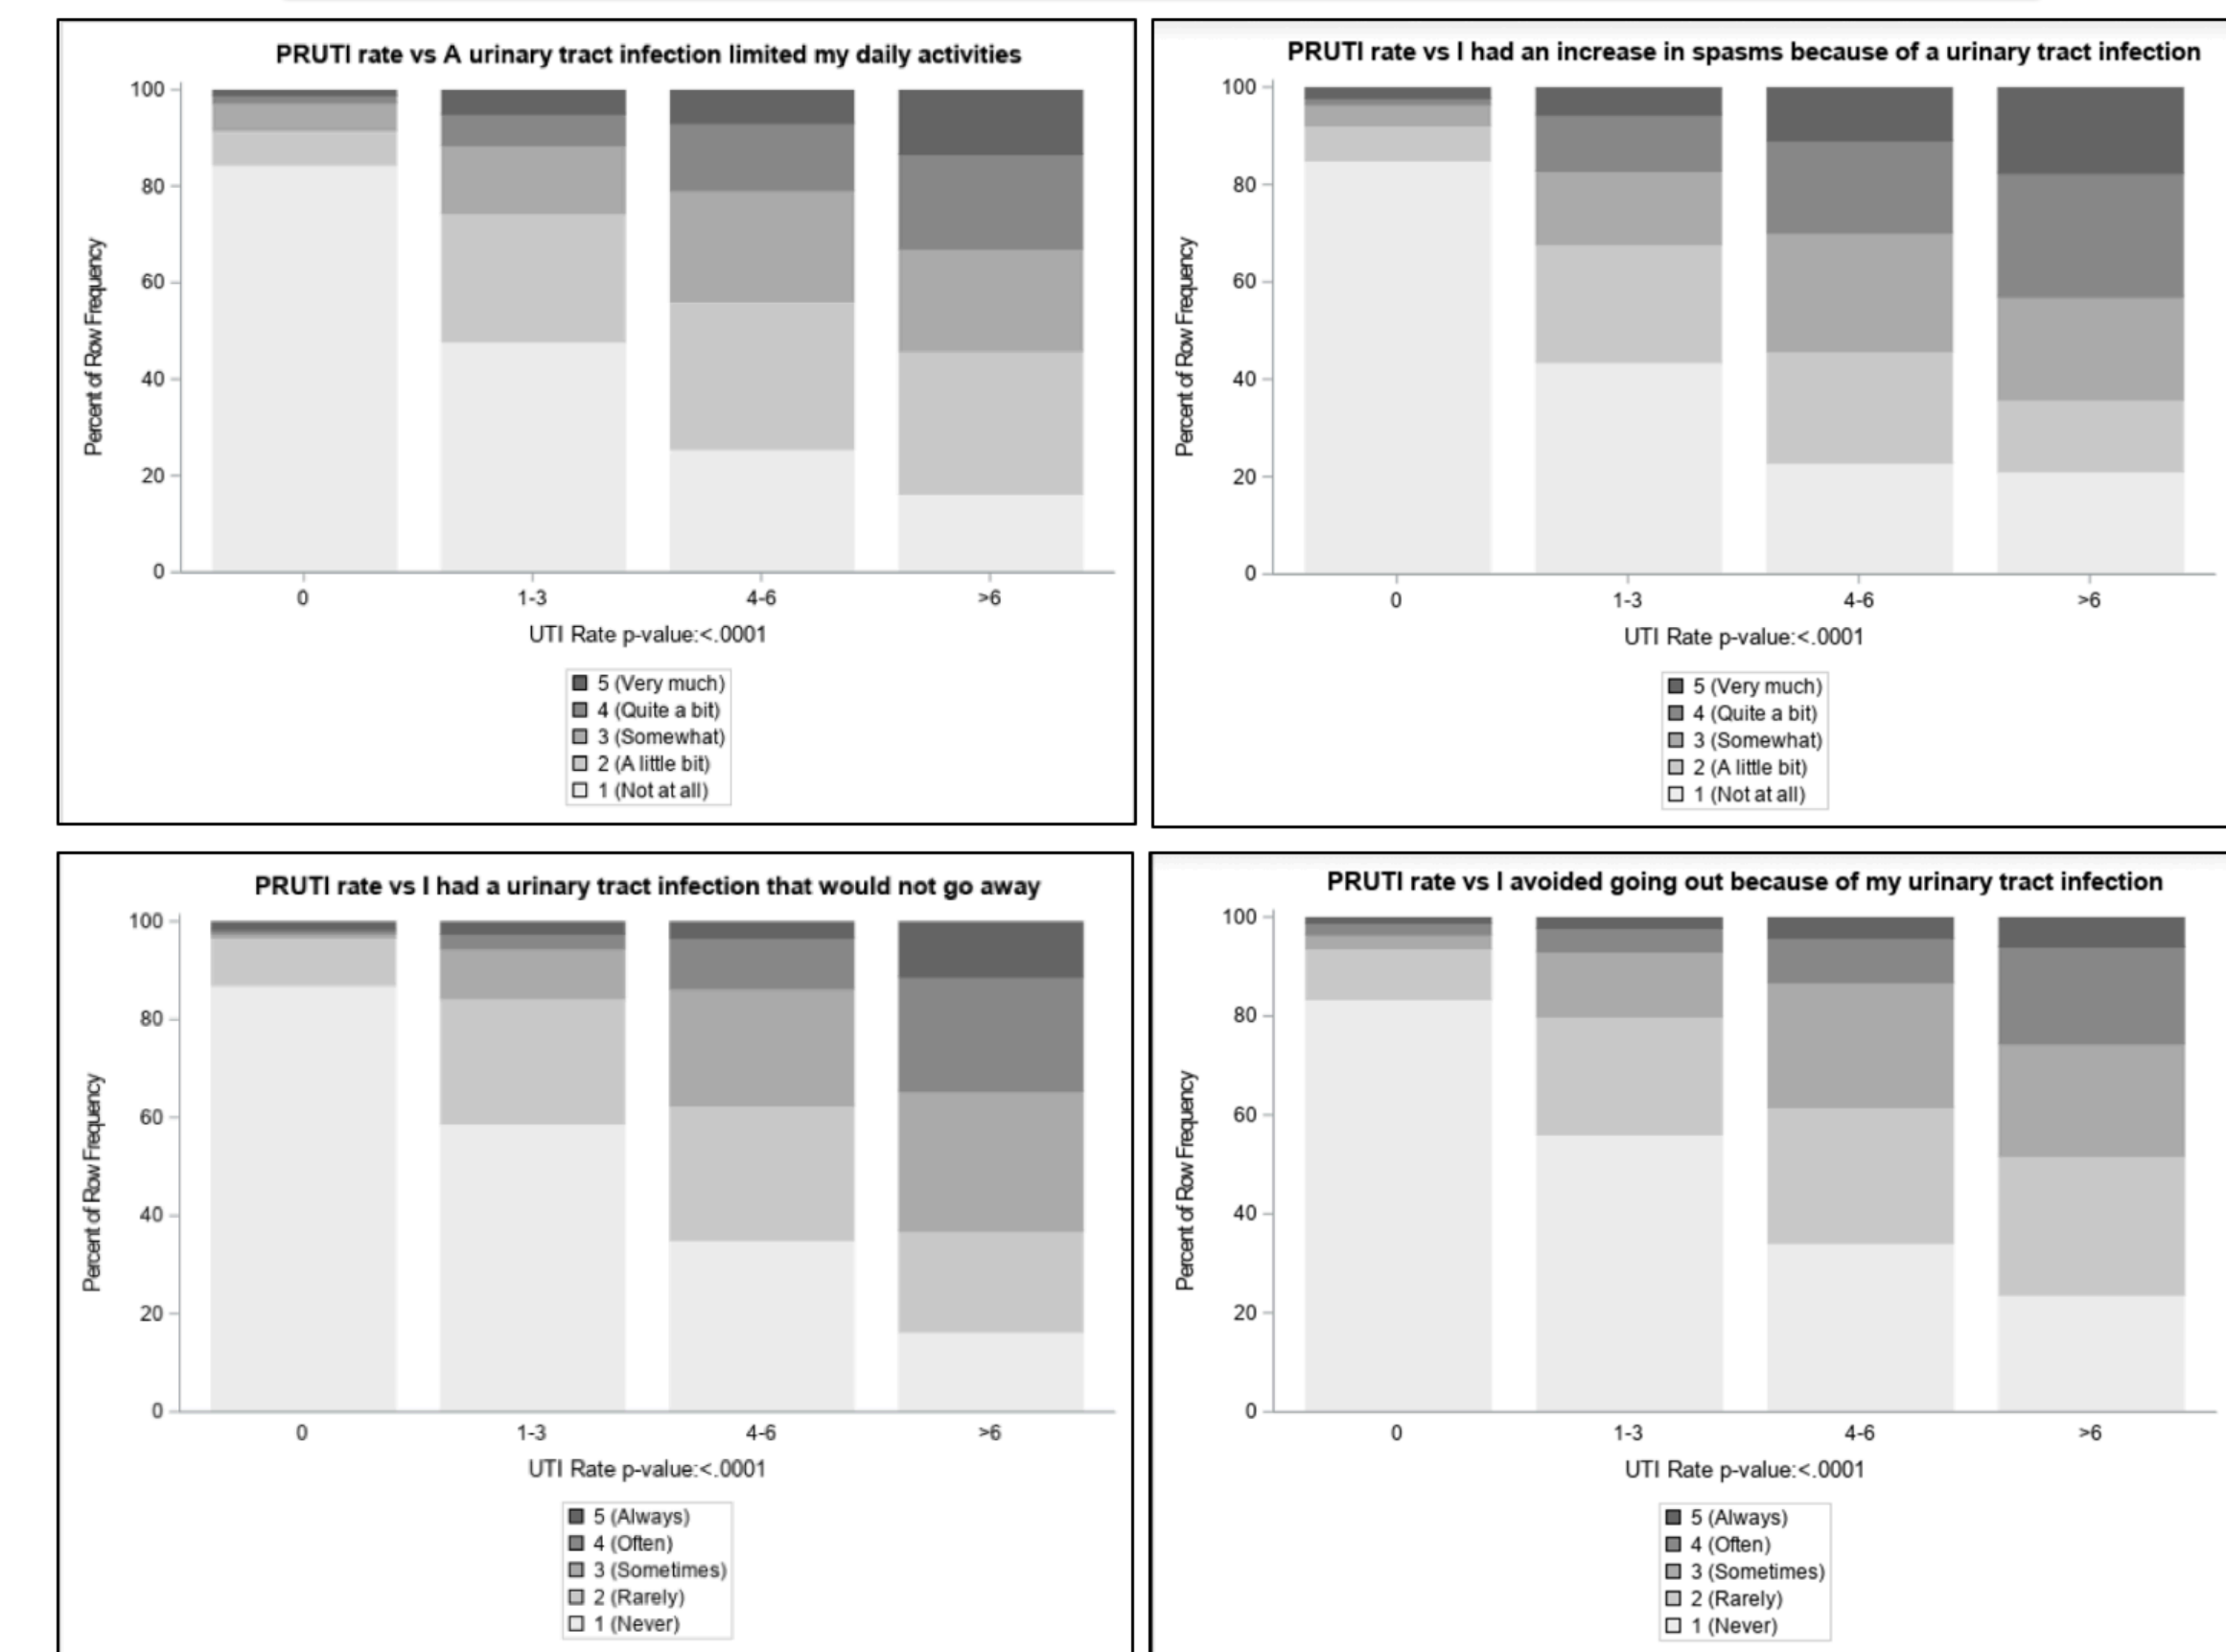 PRUTI rate vs A urinary tract infection limited my daily activities
Percent of Row Frequency
100
80
60
40
20
0
0 1-3 4-6 >6
UTI Rate p-value:<.0001
5 (Very much)
4 (Quite a bit)
3 (Somewhat)
2 (A little bit)
1 (Not at all)
PRUTI rate vs I had an increase in spasms because of a urinary tract infection
Percent of Row Frequency
100
80
60
40
20
0
0 1-3 4-6 >6
UTI Rate p-value:<.0001
5 (Very much)
4 (Quite a bit)
3 (Somewhat)
2 (A little bit)
1 (Not at all)
PRUTI rate vs I had a urinary tract infection that would not go away
Percent of Row Frequency
100
80
60
40
20
0
0 1-3 4-6 >6
UTI Rate p-value:<.0001
5 (Always)
4 (Often)
3 (Sometimes)
2 (Rarely)
1 (Never)
PRUTI rate vs I avoided going out because of my urinary tract infection
Percent of Row Frequency
100
80
60
40
20
0
0 1-3 4-6 >6
UTI Rate p-value:<.0001
5 (Always)
4 (Often)
3 (Sometimes)
2 (Rarely)
1 (Never)